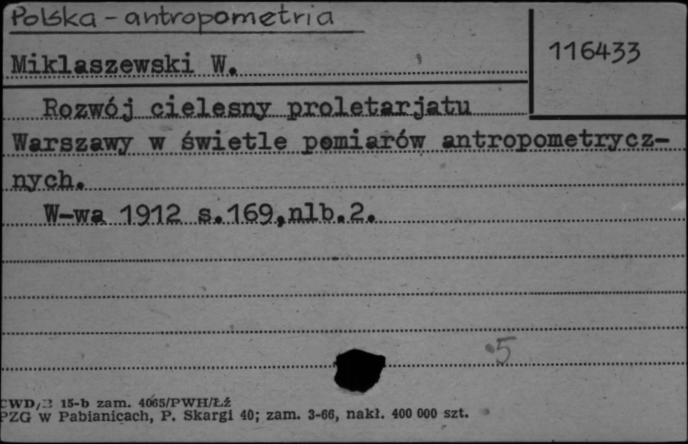 Polska - antropometria
116433
Miklaszewski W.
Rozwój cielesny proletarjatu
Warszawy w świetle pomiarów antropometrycz-
nych.
W-wa 1912 s.169,nlb.2.
5
15-b zam. 4065/PWH/Łź
PZG w Pabianicach, P. Skargi 40; zam. 3-66, nakł. 400 000 szt.